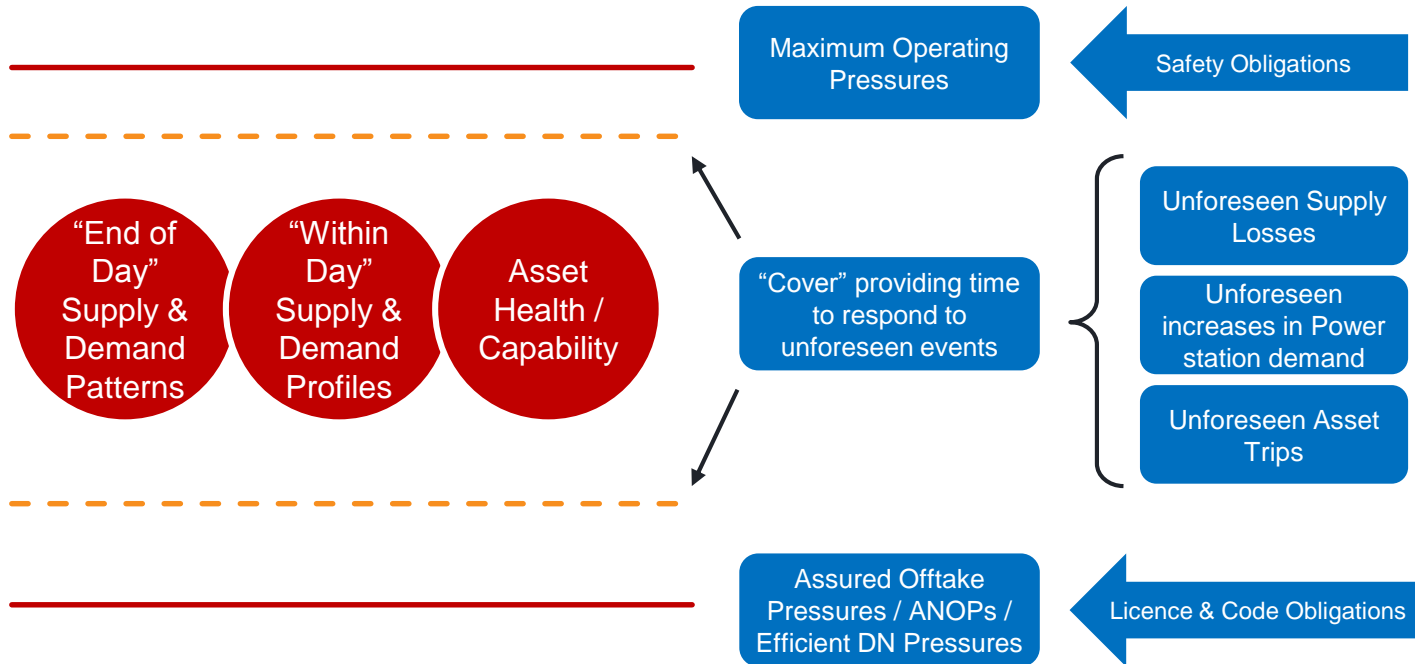 Maximum Operating
Pressures
Safety Obligations
“End of
Day”
Supply &
Demand
Patterns
“Within
Day”
Supply &
Demand
Profiles
Asset
Health /
Capability
“Cover” providing time
to respond to
unforeseen events
Unforeseen Supply
Losses
Unforeseen
increases in Power
station demand
Unforeseen Asset
Trips
Assured Offtake
Pressures / ANOPs /
Efficient DN Pressures
Licence & Code Obligations